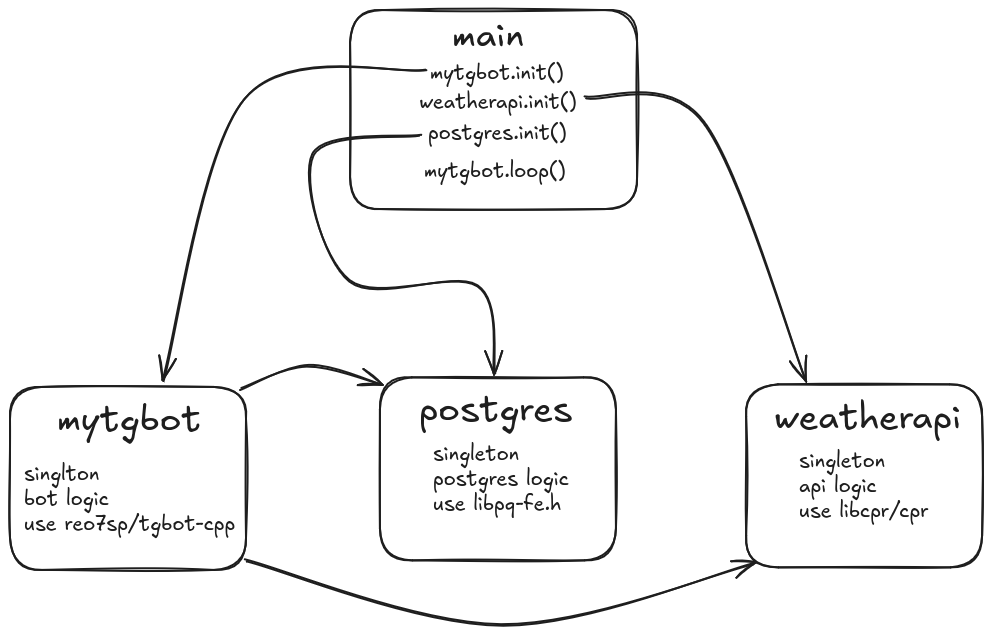 main
mytgbot.init()
weatherapi.init()
postgres.init()
mytgbot.loop()
mytgbot
singlton
bot logic
use reo7sp/tgbot-cpp
postgres
singleton
postgres logic
use libpq-fe.h
weatherapi
singleton
api logic
use libcpr/cpr